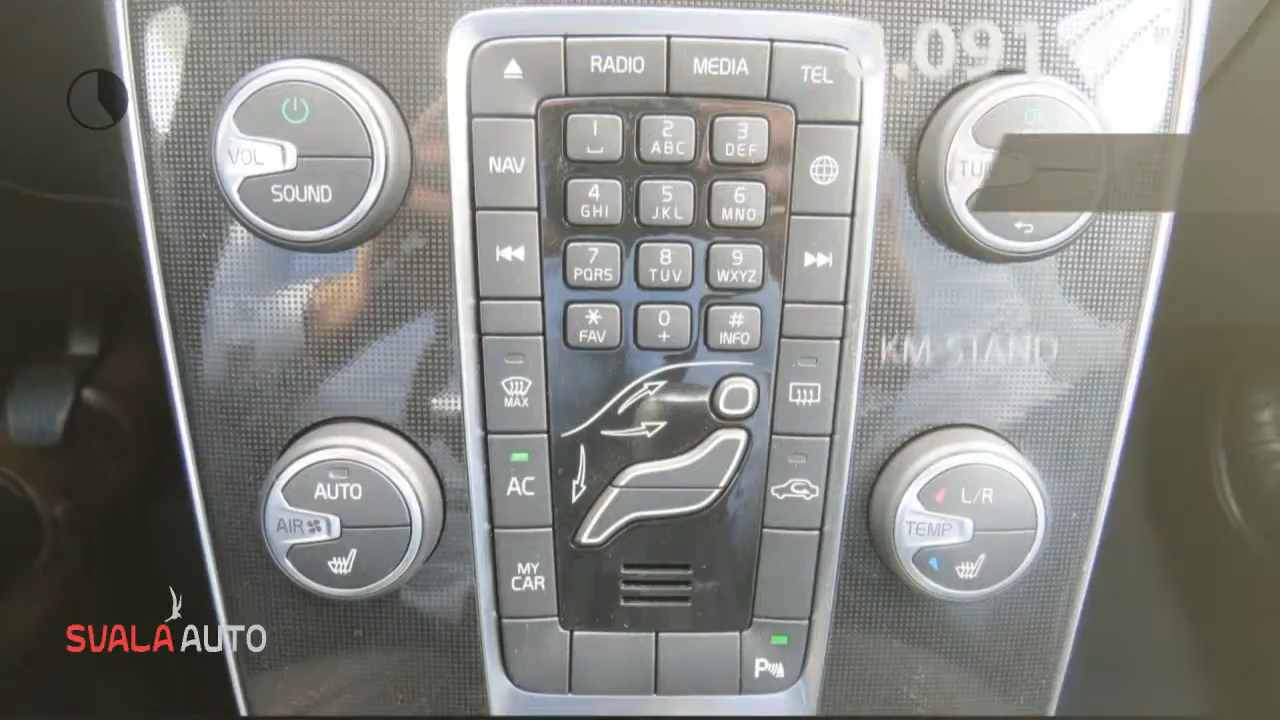 RADIO
MEDIA
TEL
.091
VOL
SOUND
NAV
1
2
ABC
3
DEF
4
GHI
5
JKL
6
MNO
7
PQRS
8
TUV
9
WXYZ
*
FAV
0
+
#
INFO
KM STAND
MAX
AUTO
AIR
AC
L/R
TEMP
MY
CAR
P
SVALA AUTO